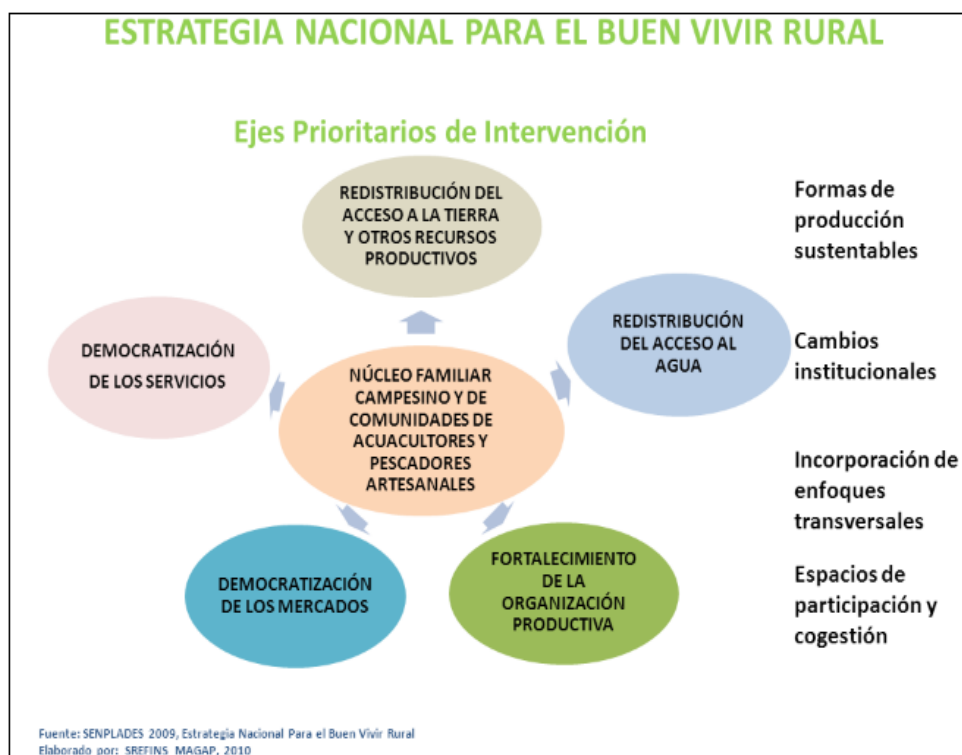 ESTRATEGIA NACIONAL PARA EL BUEN VIVIR RURAL
Ejes Prioritarios de Intervención
REDISTRIBUCIÓN DEL
ACCESO A LA TIERRA
Y OTROS RECURSOS
PRODUCTIVOS
REDISTRIBUCIÓN
DEL ACCESO AL
AGUA
DEMOCRATIZACIÓN
DE LOS SERVICIOS
NÚCLEO FAMILIAR
CAMPESINO Y DE
COMUNIDADES DE
ACUACULTORES Y
PESCADORES
ARTESANALES
DEMOCRATIZACIÓN
DE LOS MERCADOS
FORTALECIMIENTO
DE LA
ORGANIZACIÓN
PRODUCTIVA
Formas de
producción
sustentables
Cambios
institucionales
Incorporación de
enfoques
transversales
Espacios de
participación y
cogestión
Fuente: SENPLADES 2009, Estrategia Nacional Para el Buen Vivir Rural
Elaborado por: SREFINS MAGAP, 2010